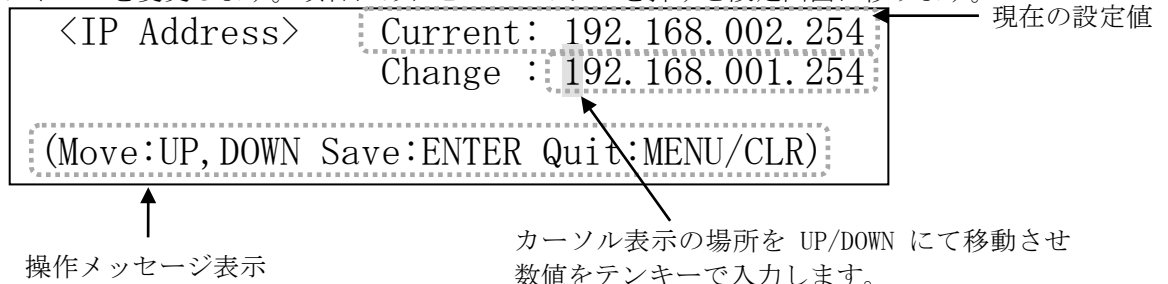 <IP Address> Current: 192.168.002.254
現在の設定値
Change : 192.168.001.254
(Move:UP,DOWN Save:ENTER Quit:MENU/CLR)
操作メッセージ表示
カーソル表示の場所を UP/DOWN にて移動させ
数値をテンキーで入力します。